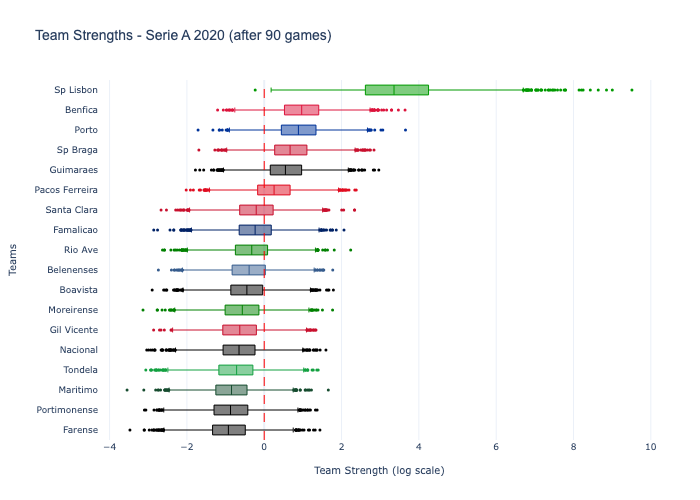 Team Strengths - Serie A 2020 (after 90 games)
Sp Lisbon
Benfica
Porto
Sp Braga
Guimaraes
Pacos Ferreira
Santa Clara
Famalicao
Rio Ave
Belenenses
Boavista
Moreirense
Gil Vicente
Nacional
Tondela
Maritimo
Portimonense
Farense
Teams
−4 −2 0 2 4 6 8 10
Team Strength (log scale)